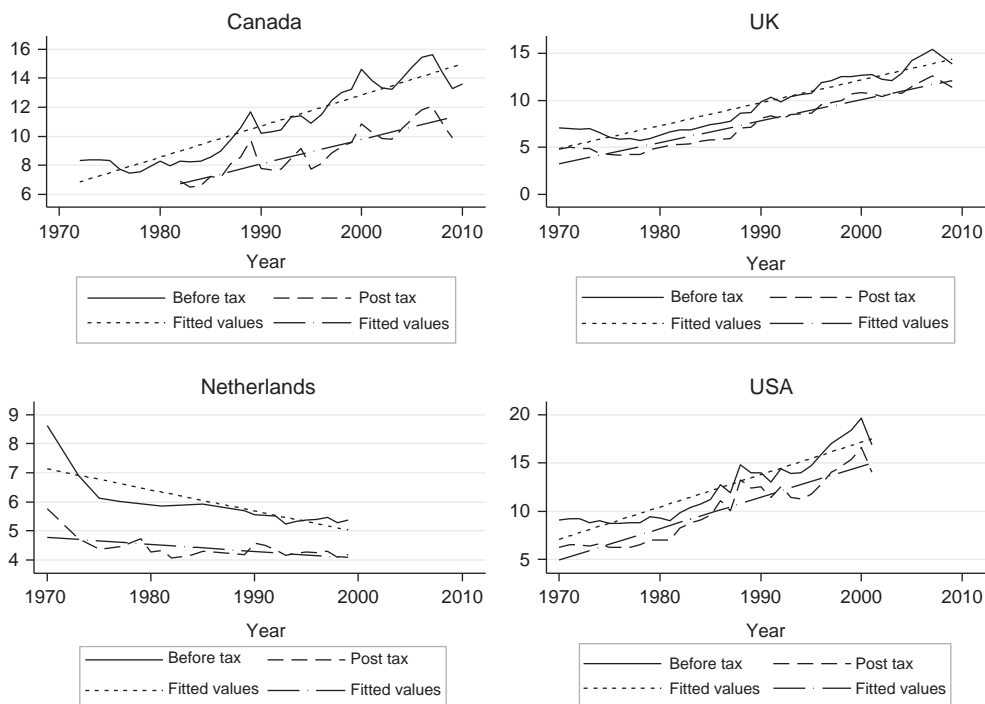 Canada
16
14
12
10
8
6
1970 1980 1990 2000 2010
Year
Before tax Post tax
Fitted values Fitted values
UK
15
10
5
0
1970 1980 1990 2000 2010
Year
Before tax Post tax
Fitted values Fitted values
Netherlands
9
8
7
6
5
4
1970 1980 1990 2000 2010
Year
Before tax Post tax
Fitted values Fitted values
USA
20
15
10
5
1970 1980 1990 2000 2010
Year
Before tax Post tax
Fitted values Fitted values